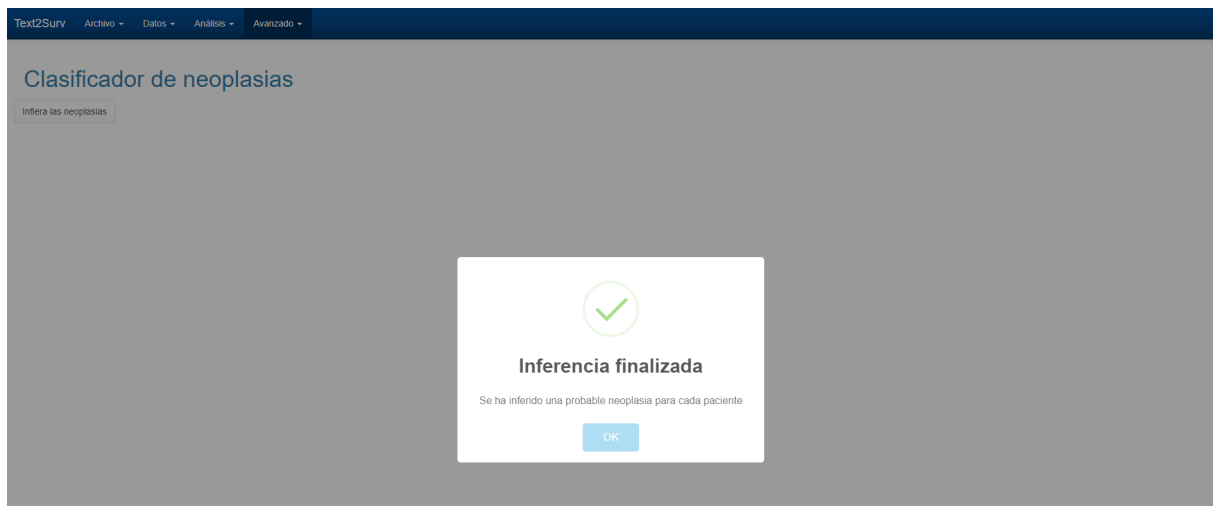 Text2Surv Archivo Datos Análisis Avanzado
Clasificador de neoplasias
Infiera las neoplasias
Inferencia finalizada
Se ha inferido una probable neoplasia para cada paciente
OK